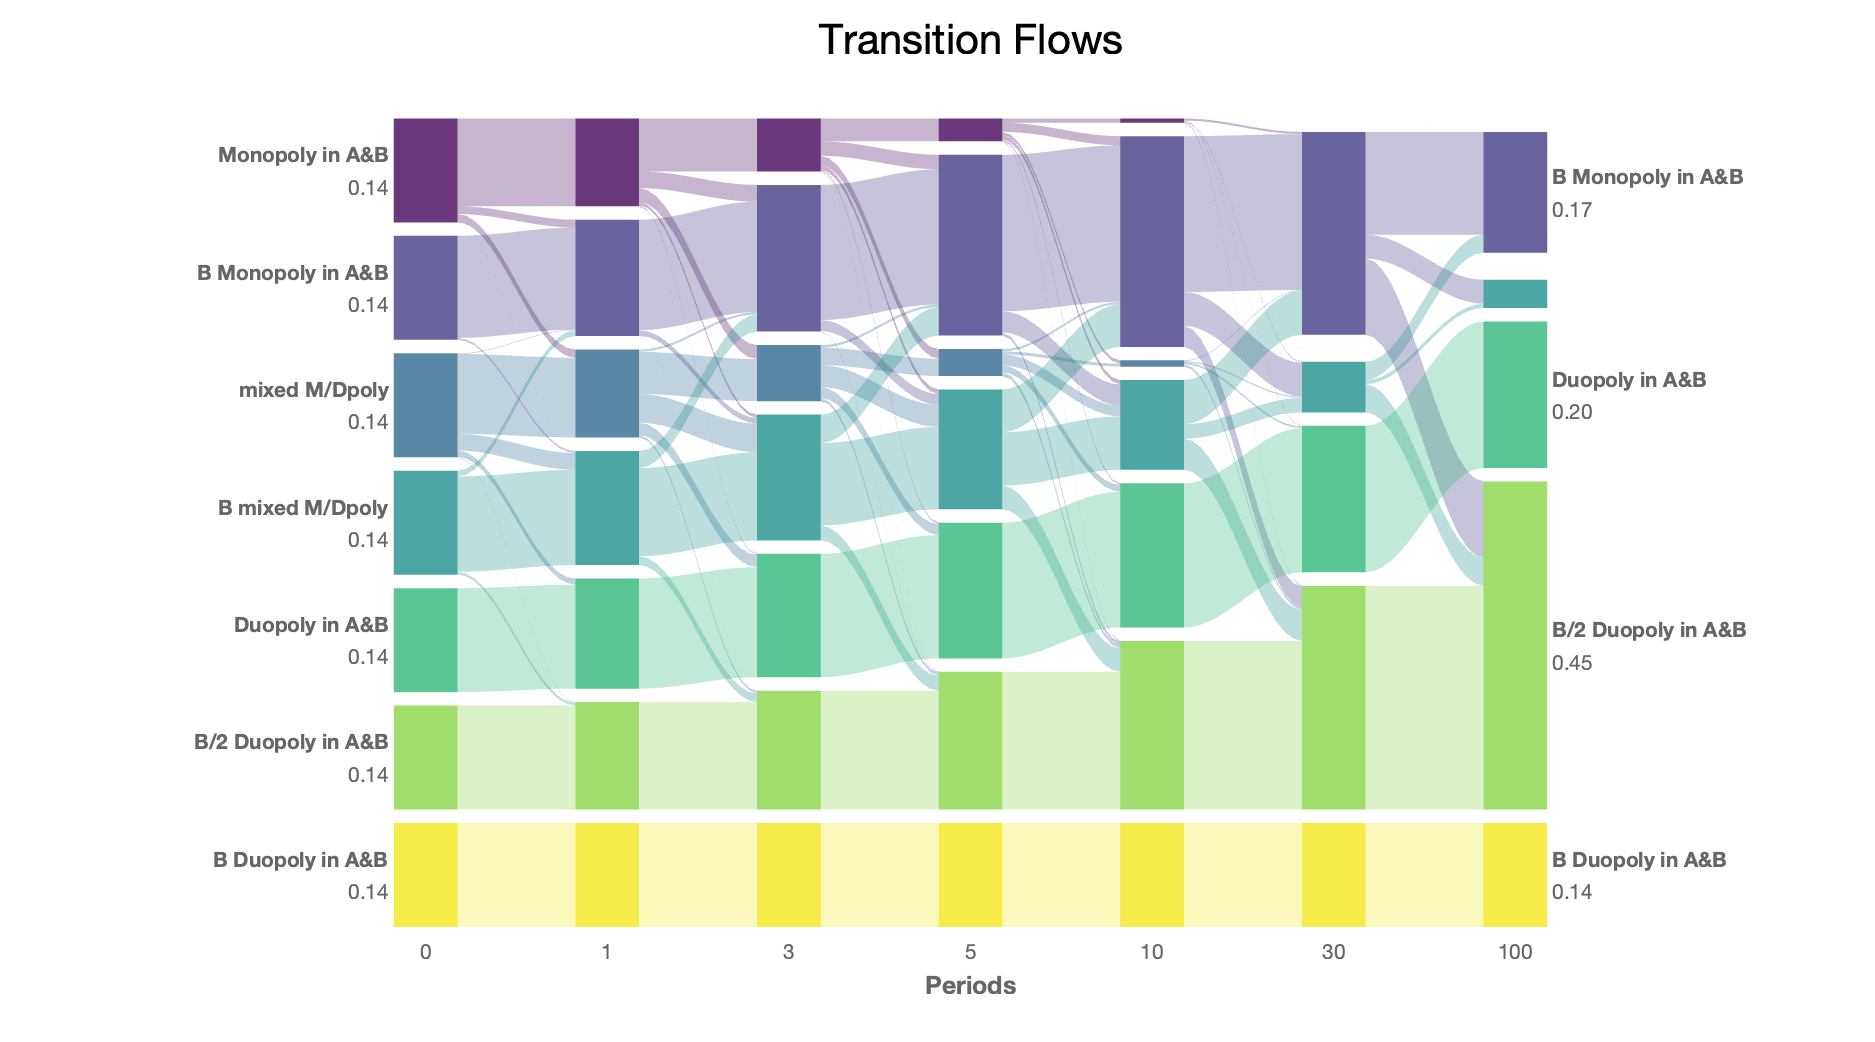 Transition Flows
Monopoly in A&B
0.14
B Monopoly in A&B
0.14
mixed M/Dpoly
0.14
B mixed M/Dpoly
0.14
Duopoly in A&B
0.14
B/2 Duopoly in A&B
0.14
B Duopoly in A&B
0.14
B Monopoly in A&B
0.17
Duopoly in A&B
0.20
B/2 Duopoly in A&B
0.45
B Duopoly in A&B
0.14
0 1 3 5 10 30 100
Periods